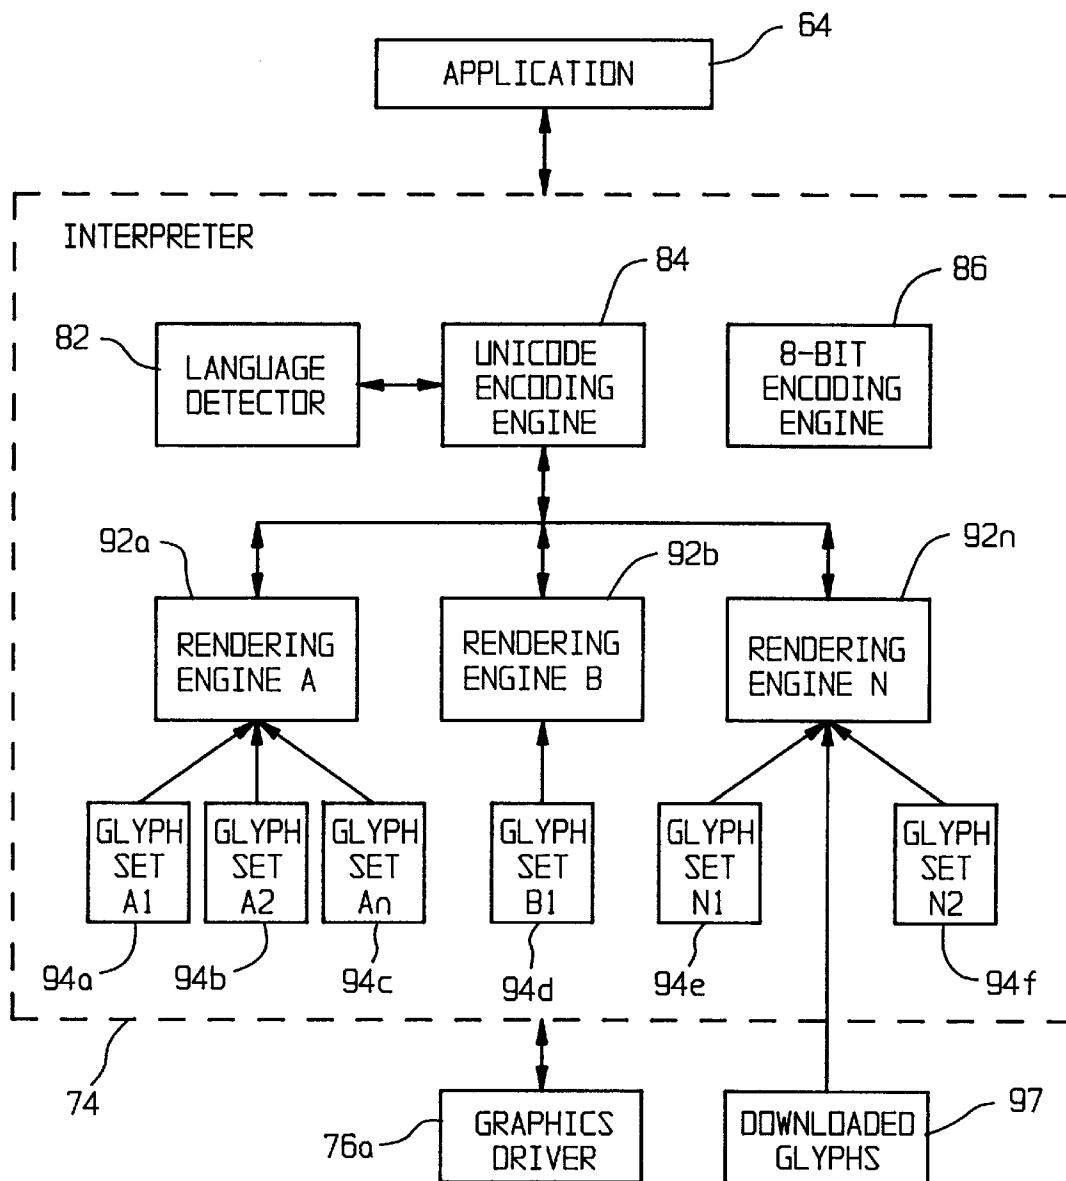 64
APPLICATION
INTERPRETER
84
86
82
LANGUAGE
DETECTOR
UNICODE
ENCODING
ENGINE
8-BIT
ENCODING
ENGINE
92a
92b
92n
RENDERING
ENGINE A
RENDERING
ENGINE B
RENDERING
ENGINE N
GLYPH
SET
A1
GLYPH
SET
A2
GLYPH
SET
An
GLYPH
SET
B1
GLYPH
SET
N1
GLYPH
SET
N2
94a
94b
94c
94d
94e
94f
74
76a
GRAPHICS
DRIVER
DOWNLOADED
GLYPHS
97